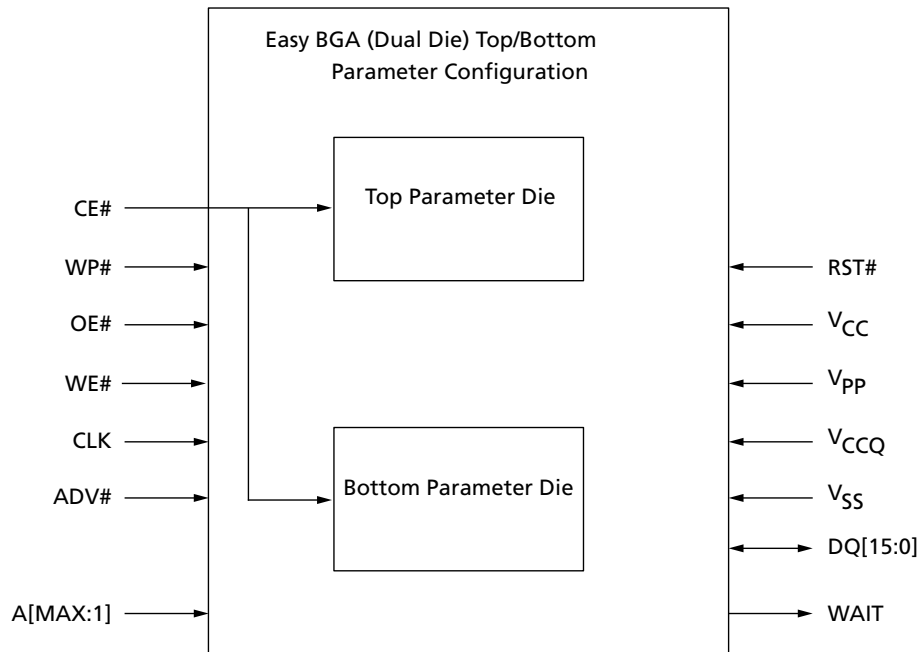 Easy BGA (Dual Die) Top/Bottom
Parameter Configuration
Top Parameter Die
CE#
WP#
RST#
OE#
VCC
WE#
VPP
CLK
VCCQ
Bottom Parameter Die
ADV#
VSS
DQ[15:0]
A[MAX:1]
WAIT